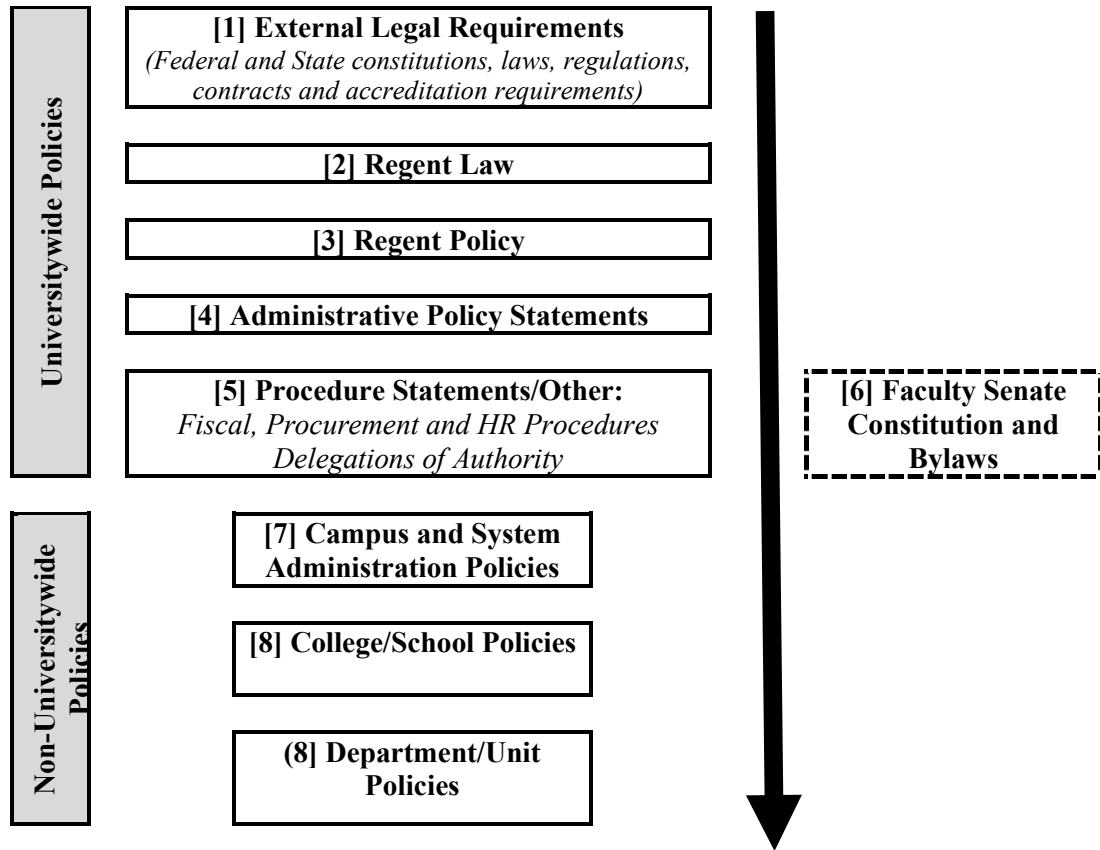 Universitywide Policies
[1] External Legal Requirements
(Federal and State constitutions, laws, regulations,
contracts and accreditation requirements)
[2] Regent Law
[3] Regent Policy
[4] Administrative Policy Statements
[5] Procedure Statements/Other:
Fiscal, Procurement and HR Procedures
Delegations of Authority
[6] Faculty Senate
Constitution and
Bylaws
Non-Universitywide
Policies
[7] Campus and System
Administration Policies
[8] College/School Policies
(8] Department/Unit
Policies